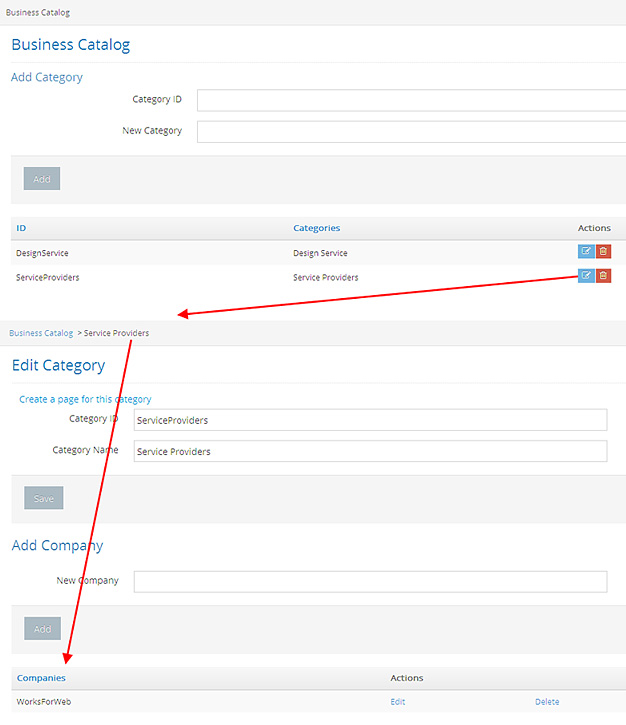 Business Catalog
Business Catalog
Add Category
Category ID
New Category
Add
ID Categories Actions
DesignService Design Service
ServiceProviders Service Providers
Business Catalog > Service Providers
Edit Category
Create a page for this category
Category ID ServiceProviders
Category Name Service Providers
Save
Add Company
New Company
Add
Companies Actions
WorksForWeb Edit Delete